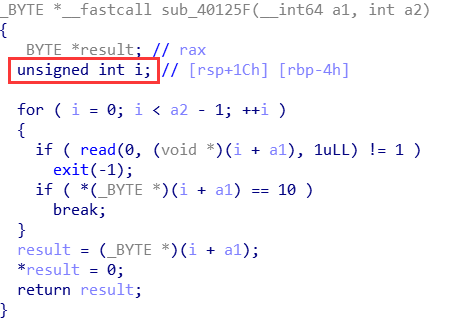 _BYTE *__fastcall sub_40125F(__int64 a1, int a2)
{
  _BYTE *result; // rax
  unsigned int i; // [rsp+1Ch] [rbp-4h]

  for ( i = 0; i < a2 - 1; ++i )
  {
    if ( read(0, (void *)(i + a1), 1uLL) != 1 )
      exit(-1);
    if ( *(_BYTE *)(i + a1) == 10 )
      break;
  }
  result = (_BYTE *)(i + a1);
  *result = 0;
  return result;
}